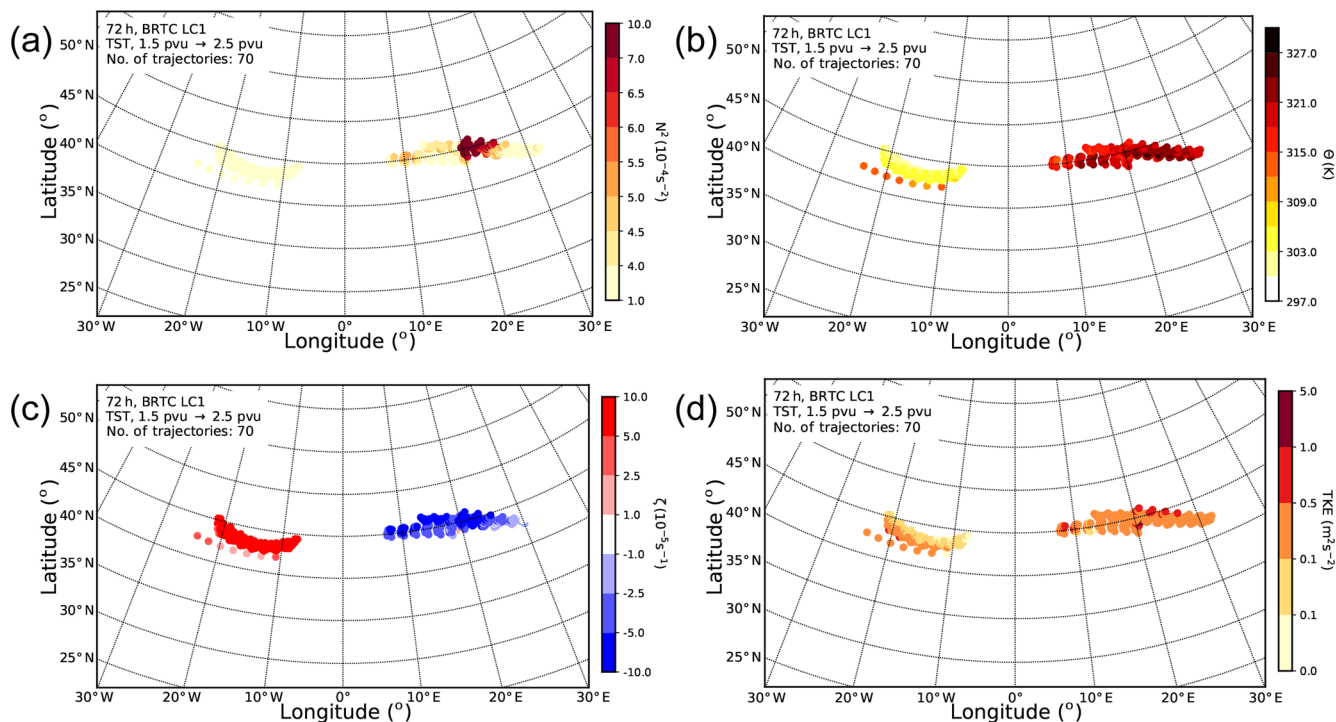 (a)
72 h, BRTC LC1
TST, 1.5 pvu → 2.5 pvu
No. of trajectories: 70
50° N
45° N
40° N
35° N
30° N
25° N
Latitude (°)
30° W
20° W
10° W
0°
10° E
20° E
30° E
Longitude (°)
10.0
7.0
6.5
6.0
5.5
5.0
4.0
1.0
N² (10⁻⁴s⁻²)
(b)
72 h, BRTC LC1
TST, 1.5 pvu → 2.5 pvu
No. of trajectories: 70
50° N
45° N
40° N
35° N
30° N
25° N
Latitude (°)
30° W
20° W
10° W
0°
10° E
20° E
30° E
Longitude (°)
327.0
321.0
315.0
309.0
303.0
297.0
Θ (K)
(c)
72 h, BRTC LC1
TST, 1.5 pvu → 2.5 pvu
No. of trajectories: 70
50° N
45° N
40° N
35° N
30° N
25° N
Latitude (°)
30° W
20° W
10° W
0°
10° E
20° E
30° E
Longitude (°)
10.0
5.0
2.5
1.0
-1.0
-2.5
-5.0
-10.0
ζ (10⁻⁵s⁻¹)
(d)
72 h, BRTC LC1
TST, 1.5 pvu → 2.5 pvu
No. of trajectories: 70
50° N
45° N
40° N
35° N
30° N
25° N
Latitude (°)
30° W
20° W
10° W
0°
10° E
20° E
30° E
Longitude (°)
5.0
1.0
0.5
0.1
0.1
0.0
TKE (m²s⁻²)